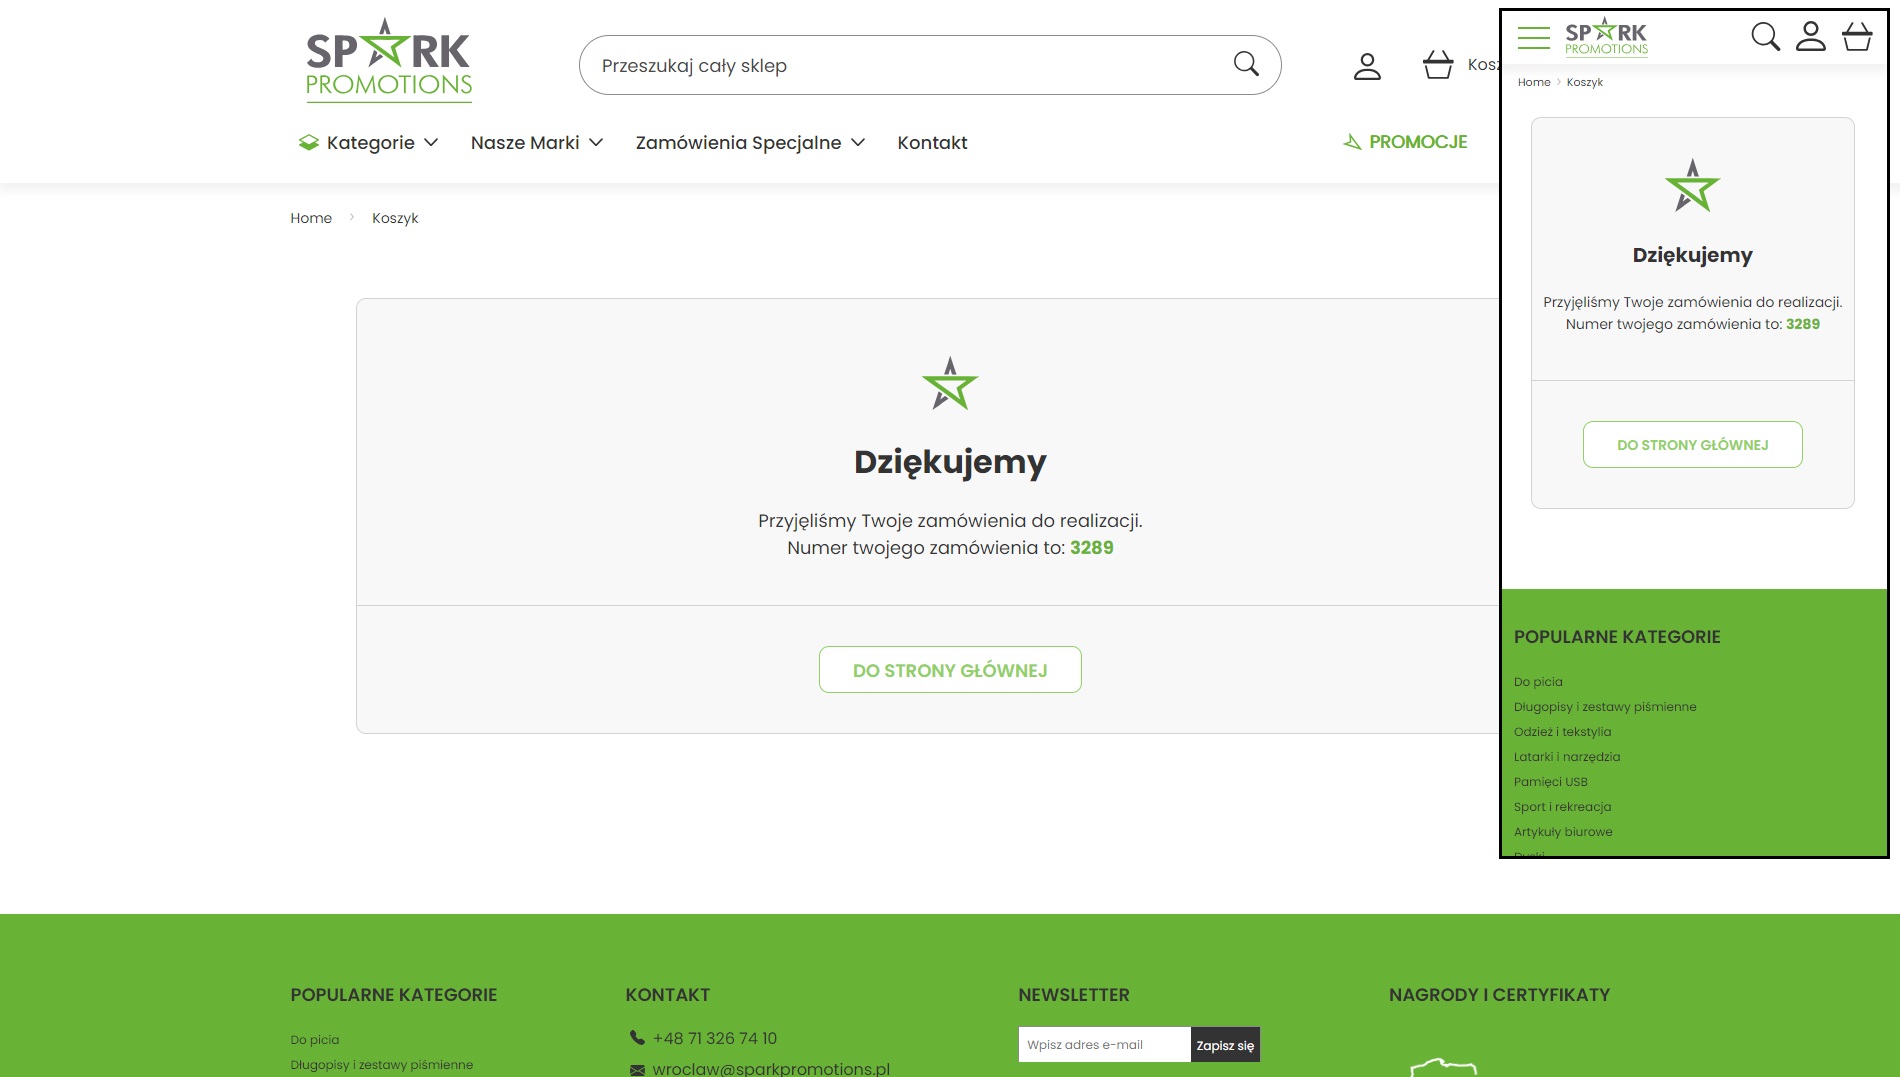 SPARK
PROMOTIONS
Przeszukaj cały sklep
Kategorie
Nasze Marki
Zamówienia Specjalne
Kontakt
PROMOCJE
Home
Koszyk
Dziękujemy
Przyjęliśmy Twoje zamówienia do realizacji.
Numer twojego zamówienia to: 3289
DO STRONY GŁÓWNEJ
POPULARNE KATEGORIE
Do picia
Długopisy i zestawy piśmienne
KONTAKT
+48 71 326 74 10
wroclaw@sparkpromotions.pl
NEWSLETTER
Wpisz adres e-mail
Zapisz się
NAGRODY I CERTYFIKATY
SPARK
PROMOTIONS
Home
Koszyk
Dziękujemy
Przyjęliśmy Twoje zamówienia do realizacji.
Numer twojego zamówienia to: 3289
DO STRONY GŁÓWNEJ
POPULARNE KATEGORIE
Do picia
Długopisy i zestawy piśmienne
Odzież i tekstylia
Latarki i narzędzia
Pamięci USB
Sport i rekreacja
Artykuły biurowe